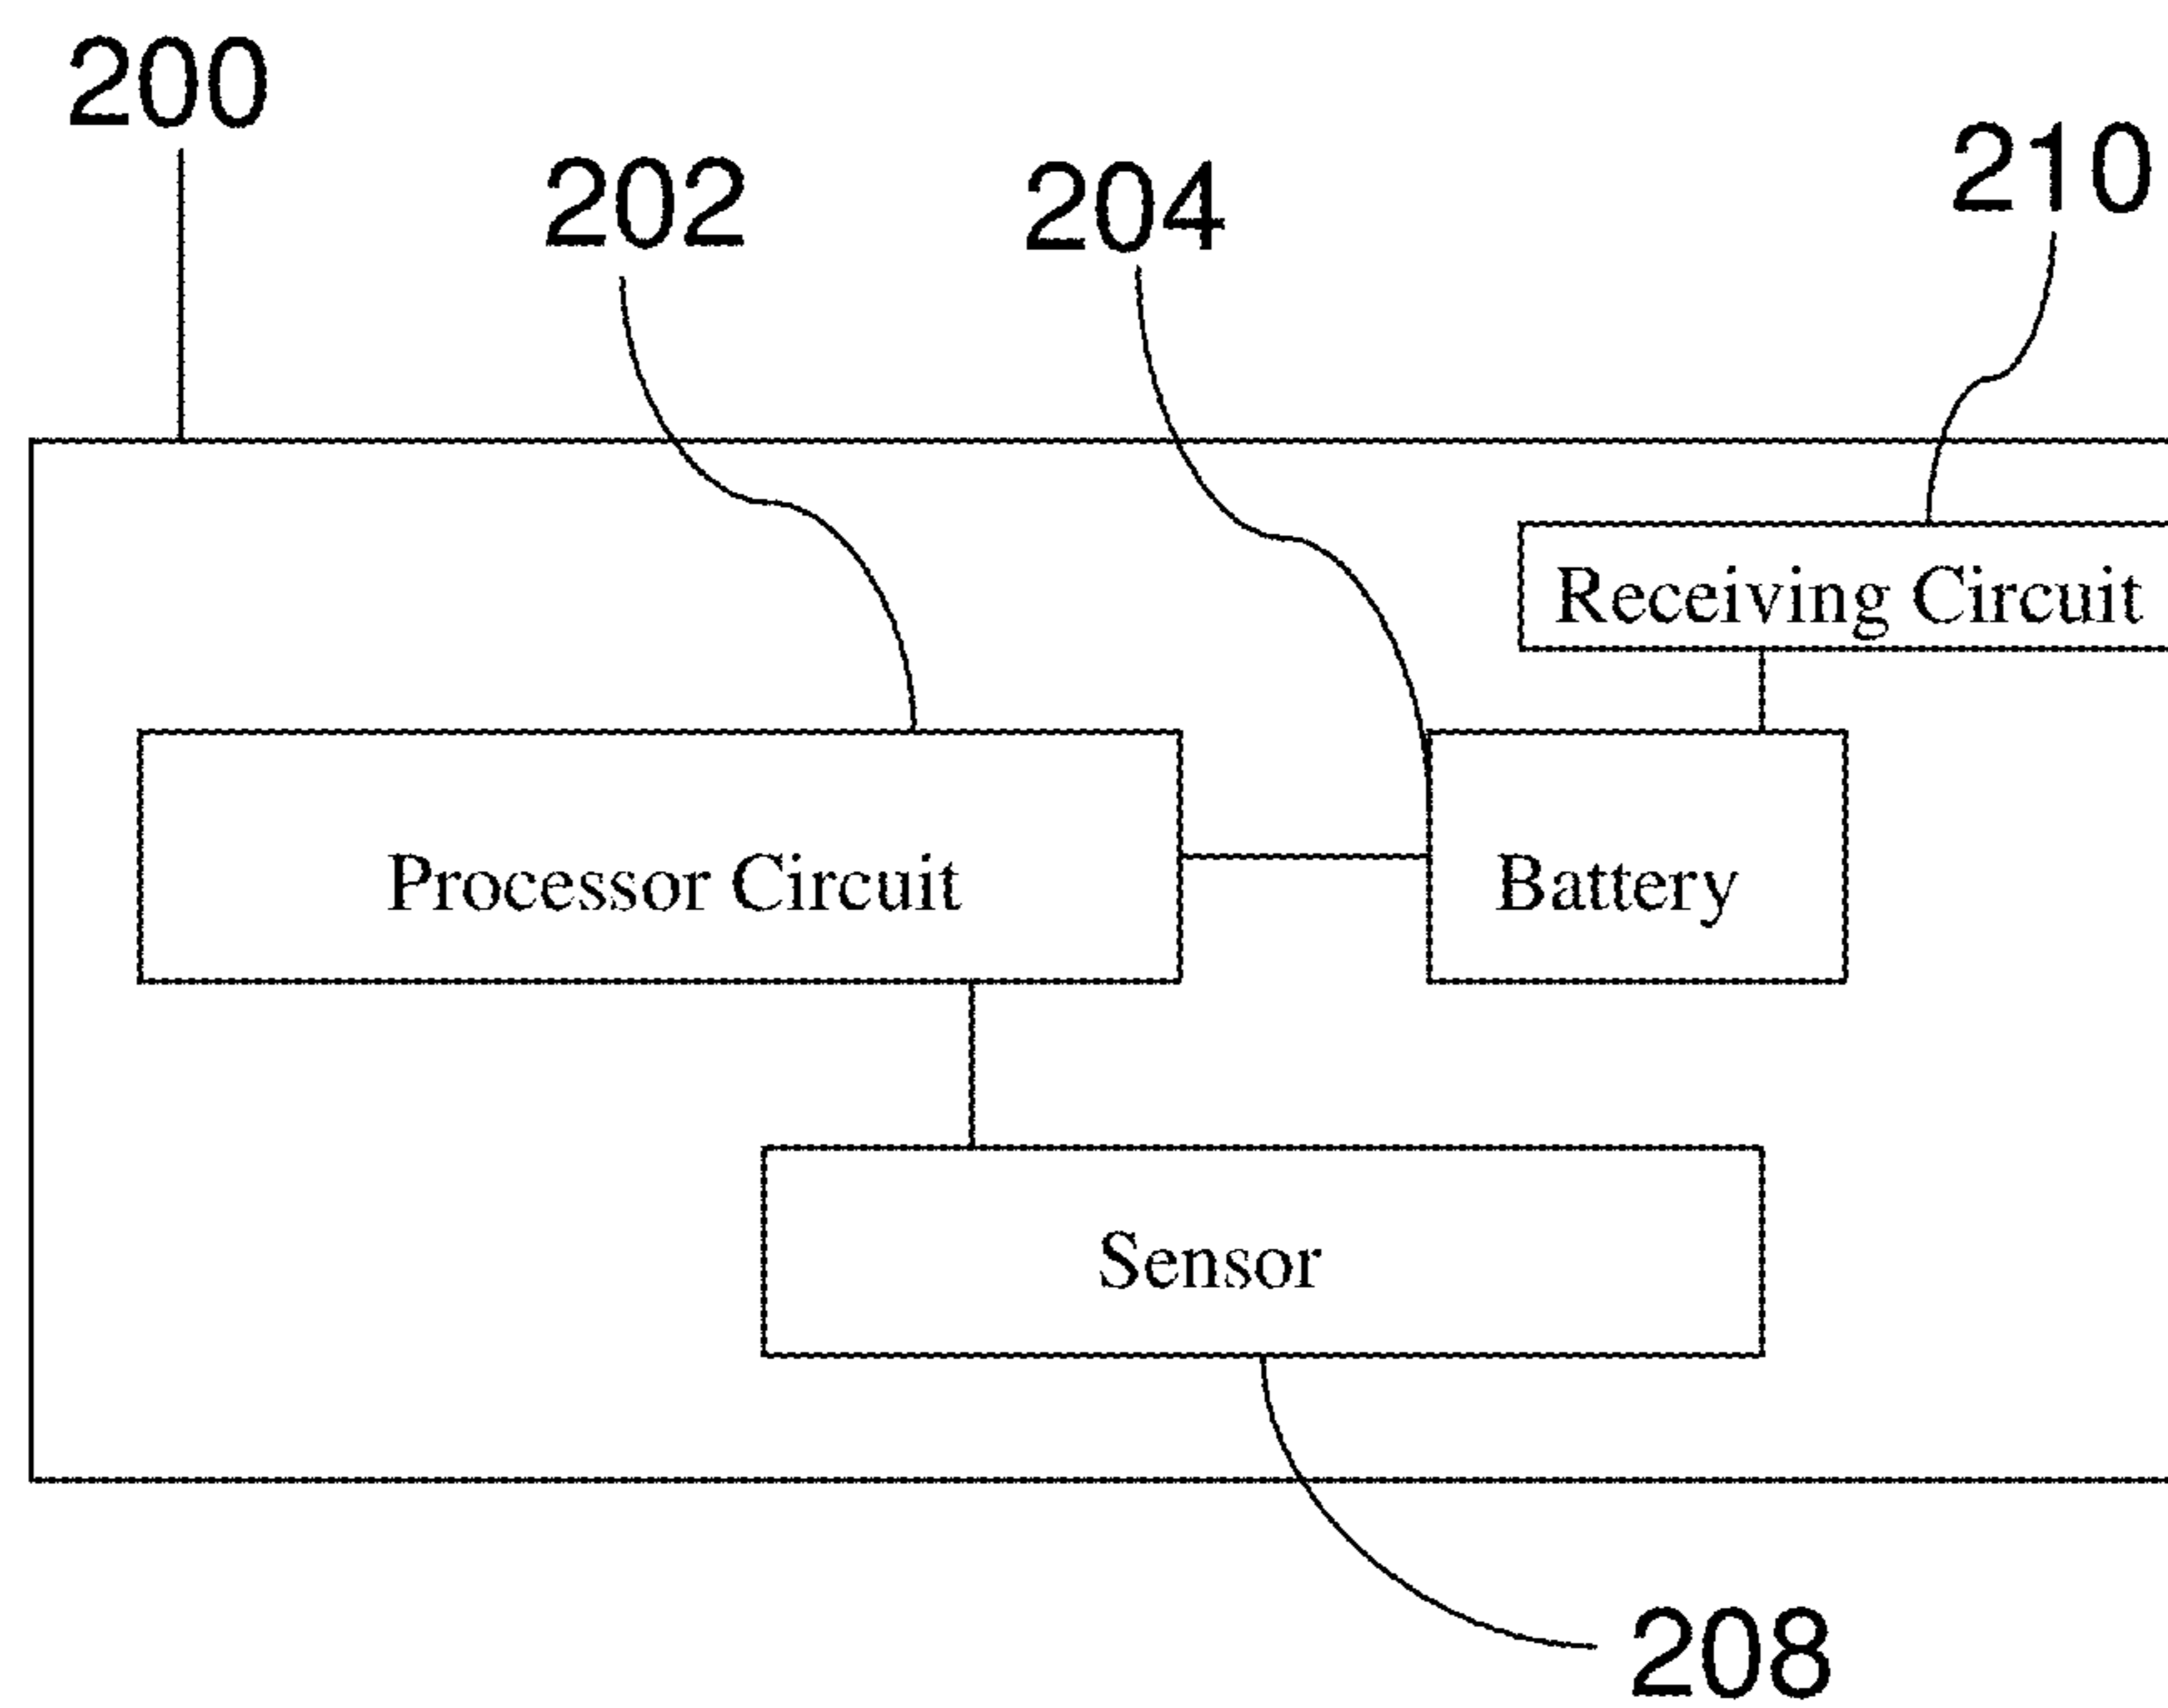 200
210
202
204
Receiving Circuit
Processor Circuit
Battery
Sensor
208